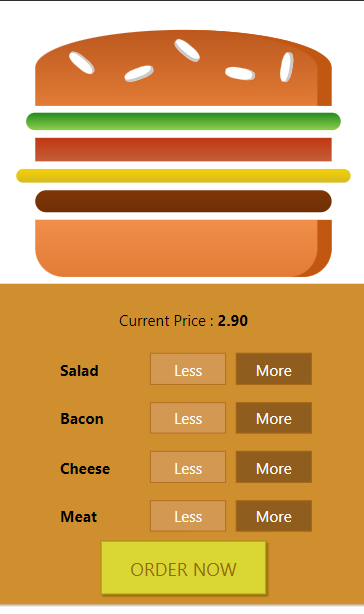 Current Price : 2.90
Salad Less More
Bacon Less More
Cheese Less More
Meat Less More
ORDER NOW